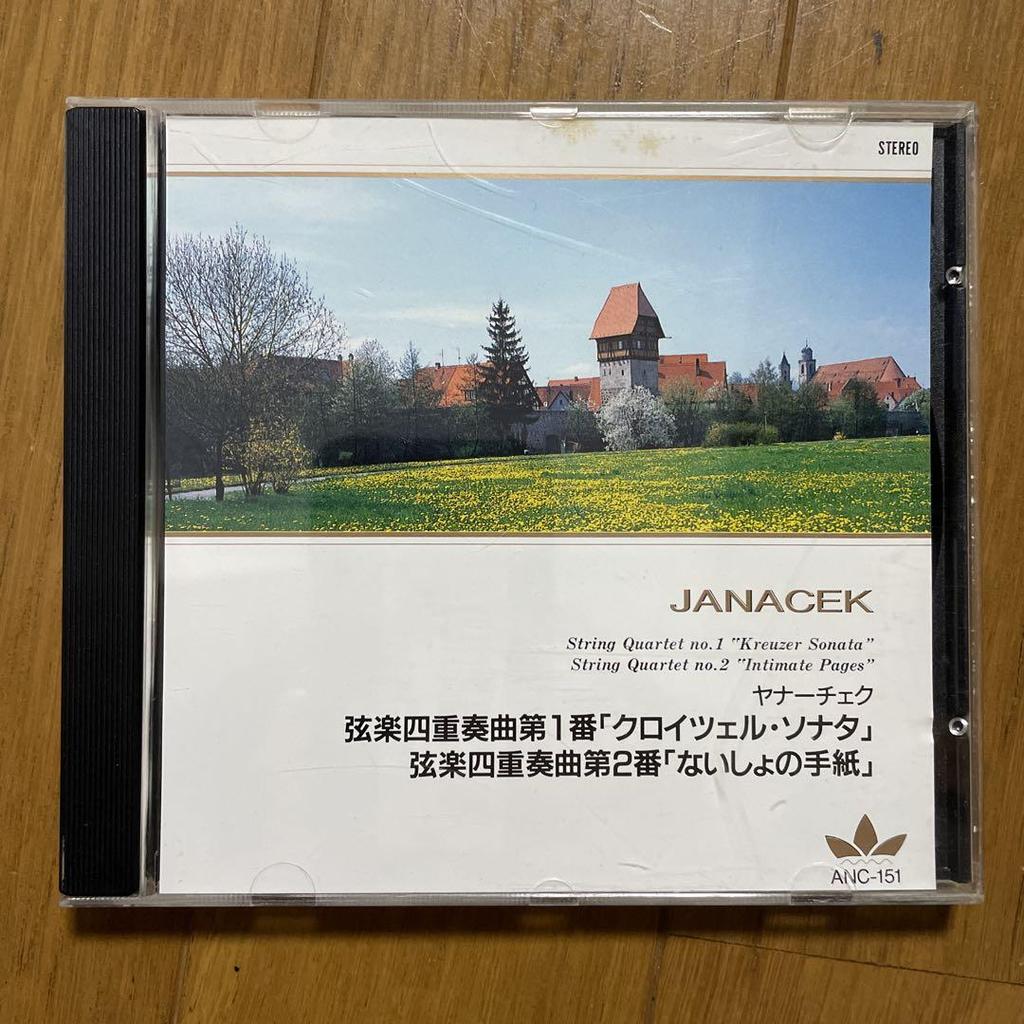 STEREO
JANACEK
String Quartet no.1 "Kreuzer Sonata"
String Quartet no.2 "Intimate Pages"
ヤナーチェク
弦楽四重奏曲第1番「クロイツェル・ソナタ」
弦楽四重奏曲第2番「ないしょの手紙」
ANC-151